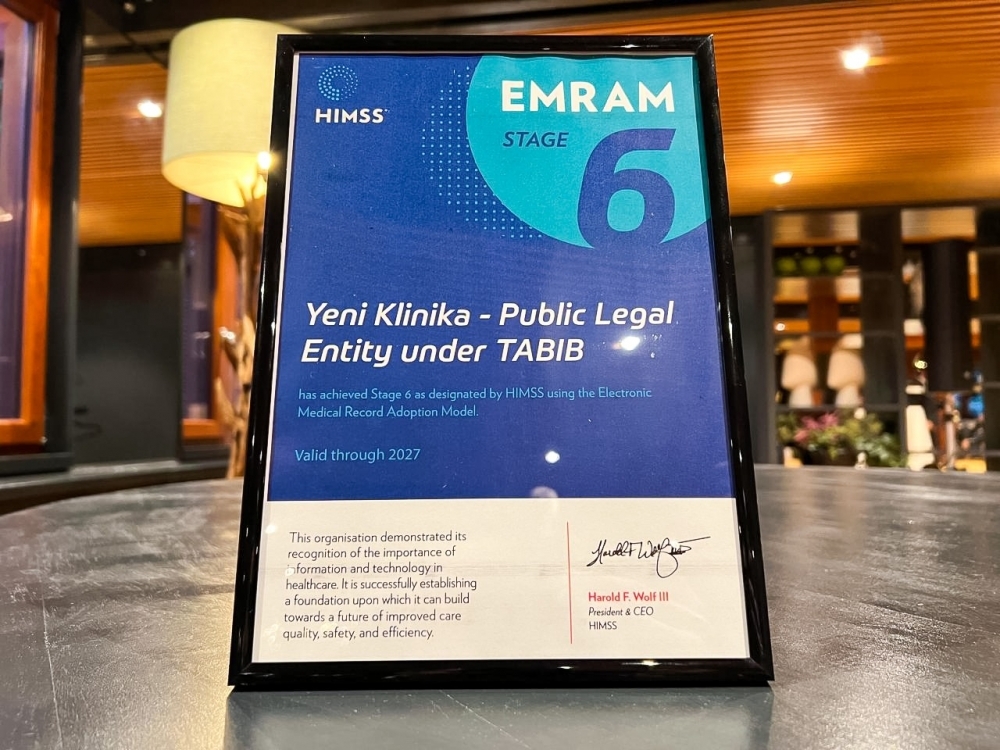 HIMSS
EMRAM
STAGE
6
Yeni Klinika - Public Legal
Entity under TABIB
has achieved Stage 6 as designated by HIMSS using the Electronic
Medical Record Adoption Model.
Valid through 2027
This organisation demonstrated its
recognition of the importance of
information and technology in
healthcare. It is successfully establishing
a foundation upon which it can build
towards a future of improved care
quality, safety, and efficiency.
Harold F. Wolf III
President & CEO
HIMSS